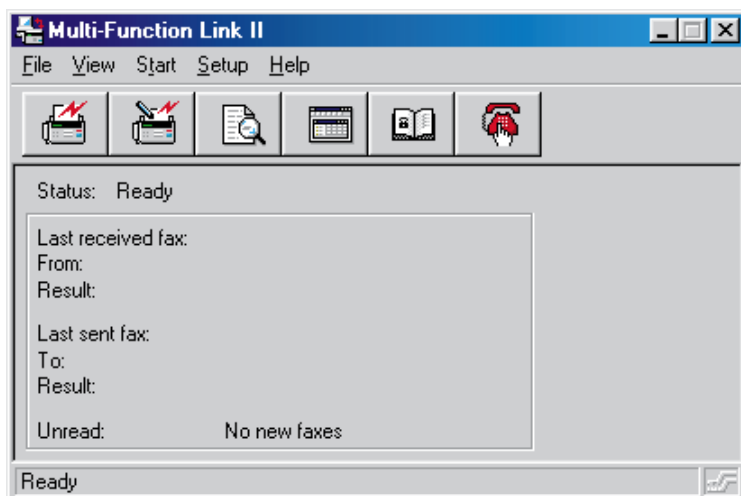 Multi-Function Link II
File View Start Setup Help
Status: Ready
Last received fax:
From:
Result:
Last sent fax:
To:
Result:
Unread: No new faxes
Ready